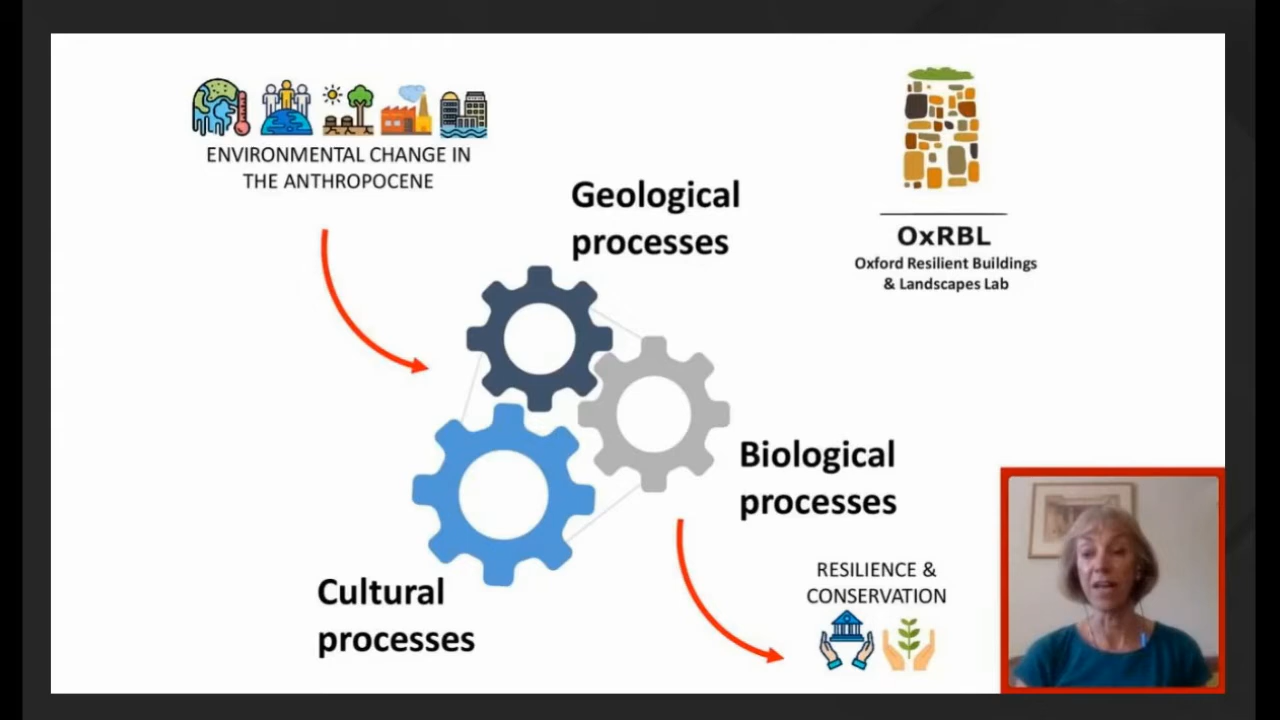 ENVIRONMENTAL CHANGE IN
THE ANTHROPOCENE
Geological
processes
OxRBL
Oxford Resilient Buildings
& Landscapes Lab
Biological
processes
Cultural
processes
RESILIENCE &
CONSERVATION